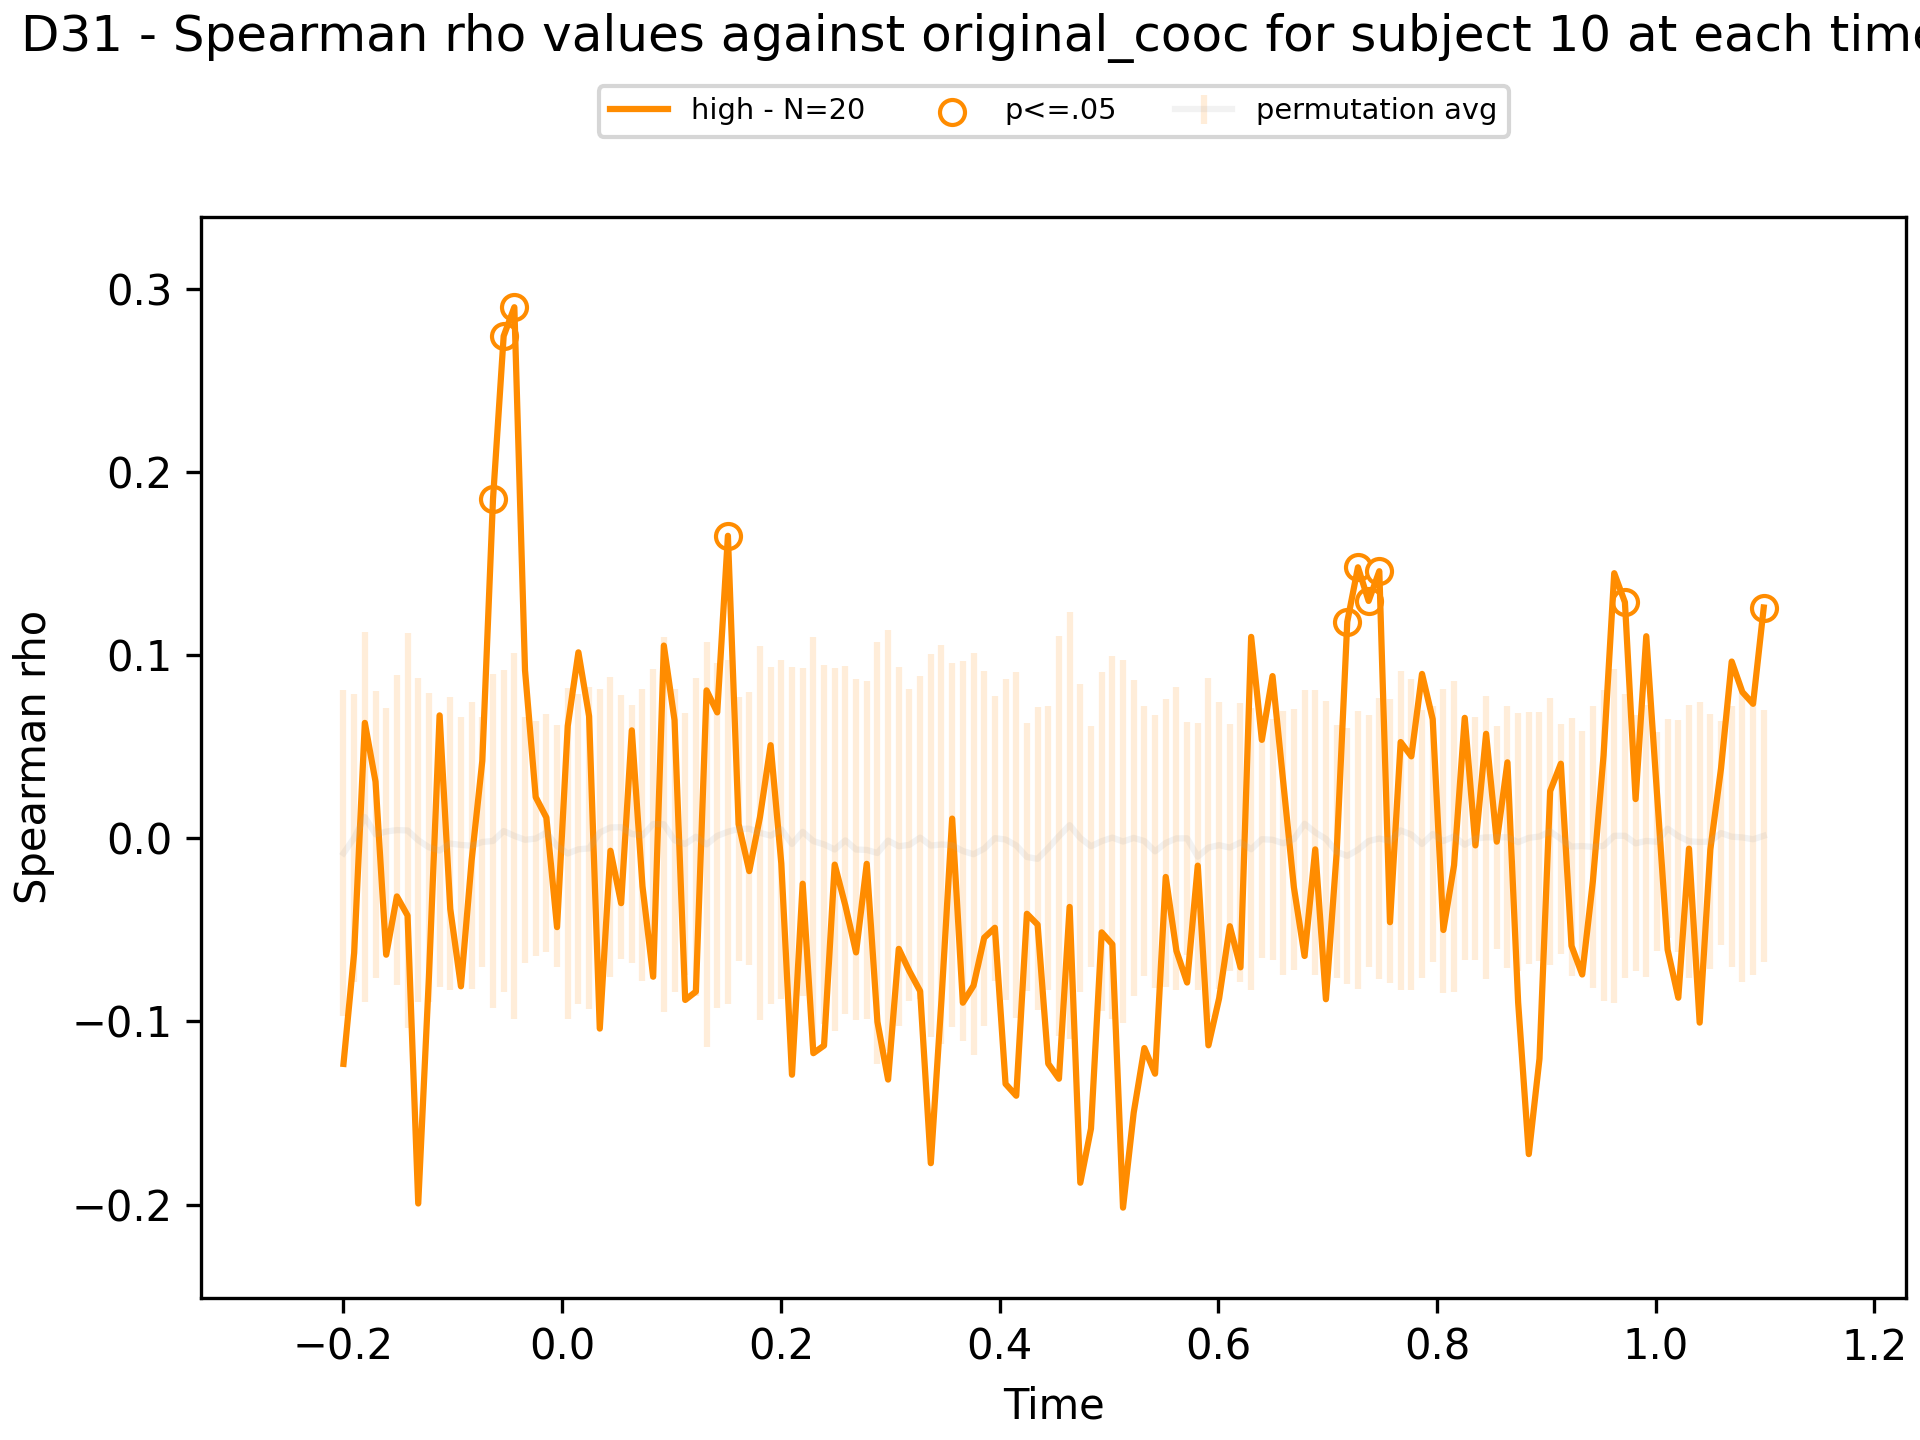 D31 - Spearman rho values against original_cooc for subject 10 at each time
high - N=20 p<=.05 permutation avg
0.3
0.2
0.1
0.0
−0.1
−0.2
Spearman rho
−0.2 0.0 0.2 0.4 0.6 0.8 1.0 1.2
Time